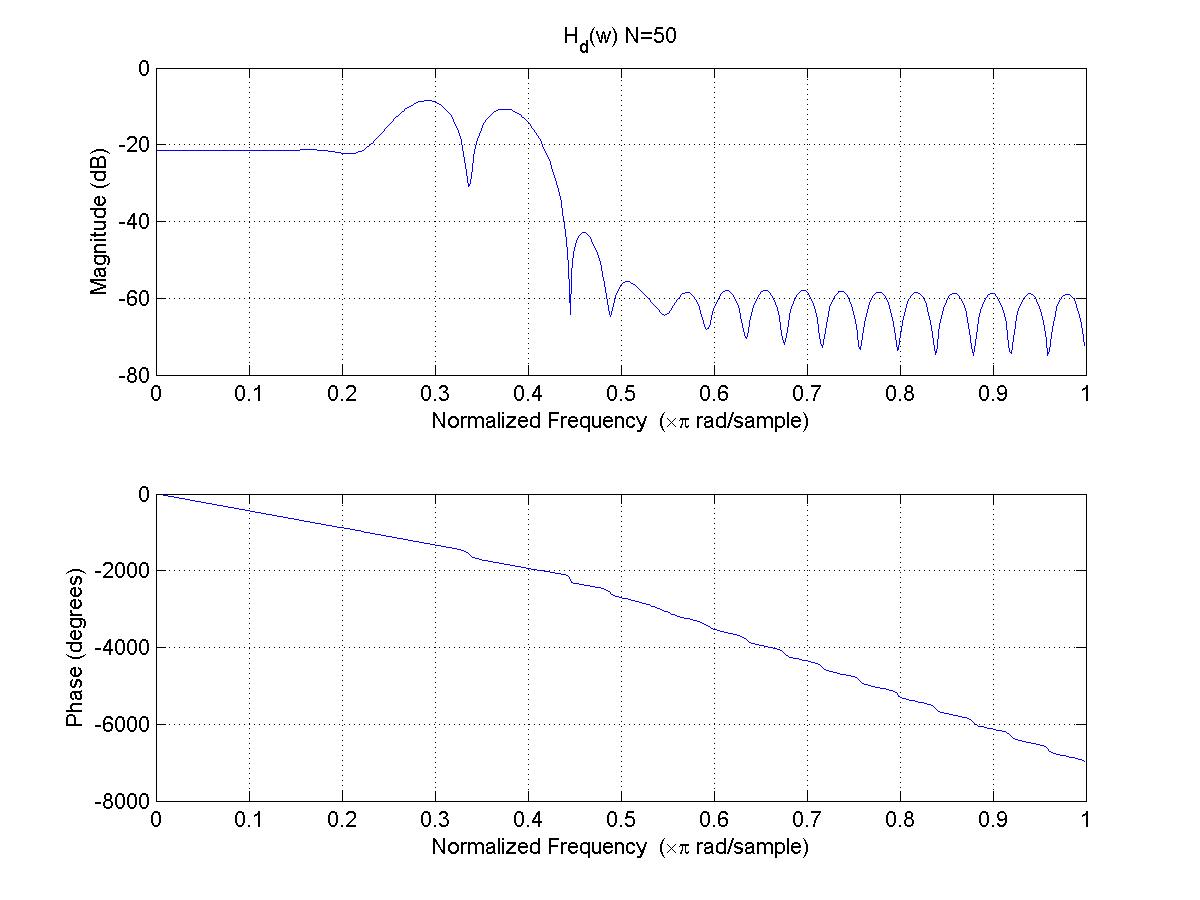 H_d(w) N=50
0
-20
-40
-60
-80
Magnitude (dB)
0 0.1 0.2 0.3 0.4 0.5 0.6 0.7 0.8 0.9 1
Normalized Frequency (×π rad/sample)
0
-2000
-4000
-6000
-8000
Phase (degrees)
0 0.1 0.2 0.3 0.4 0.5 0.6 0.7 0.8 0.9 1
Normalized Frequency (×π rad/sample)